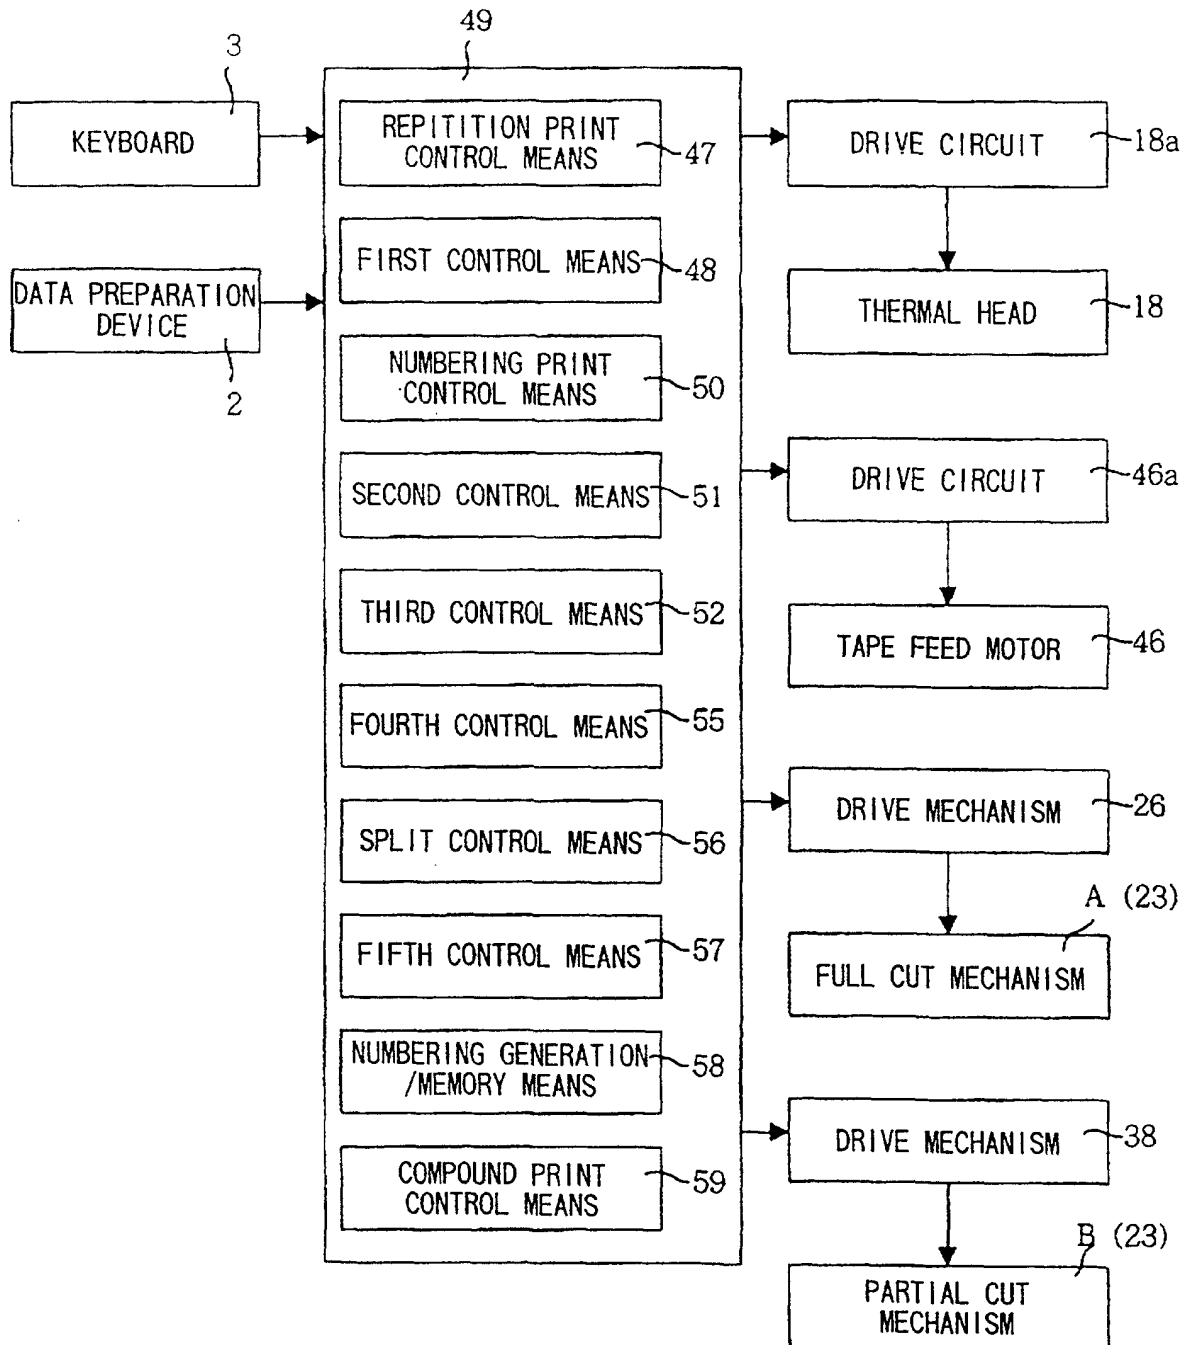 49
3
KEYBOARD
DATA PREPARATION
DEVICE
2
REPITITION PRINT
CONTROL MEANS
47
FIRST CONTROL MEANS
48
NUMBERING PRINT
CONTROL MEANS
50
SECOND CONTROL MEANS
51
THIRD CONTROL MEANS
52
FOURTH CONTROL MEANS
55
SPLIT CONTROL MEANS
56
FIFTH CONTROL MEANS
57
NUMBERING GENERATION
/MEMORY MEANS
58
COMPOUND PRINT
CONTROL MEANS
59
DRIVE CIRCUIT
18a
THERMAL HEAD
18
DRIVE CIRCUIT
46a
TAPE FEED MOTOR
46
DRIVE MECHANISM
26
A (23)
FULL CUT MECHANISM
DRIVE MECHANISM
38
B (23)
PARTIAL CUT
MECHANISM